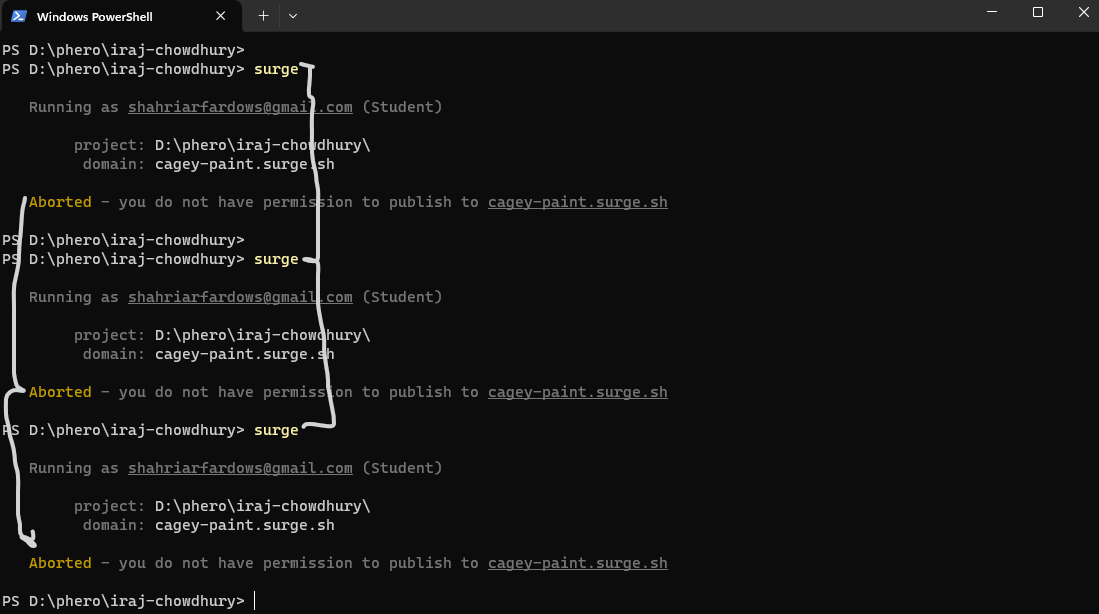 Windows PowerShell
PS D:\phero\iraj-chowdhury>
PS D:\phero\iraj-chowdhury> surge
Running as shahriarfardows@gmail.com (Student)
project: D:\phero\iraj-chowdhury\
domain: cagey-paint.surge.sh
Aborted - you do not have permission to publish to cagey-paint.surge.sh
PS D:\phero\iraj-chowdhury>
PS D:\phero\iraj-chowdhury> surge
Running as shahriarfardows@gmail.com (Student)
project: D:\phero\iraj-chowdhury\
domain: cagey-paint.surge.sh
Aborted - you do not have permission to publish to cagey-paint.surge.sh
PS D:\phero\iraj-chowdhury> surge
Running as shahriarfardows@gmail.com (Student)
project: D:\phero\iraj-chowdhury\
domain: cagey-paint.surge.sh
Aborted - you do not have permission to publish to cagey-paint.surge.sh
PS D:\phero\iraj-chowdhury>